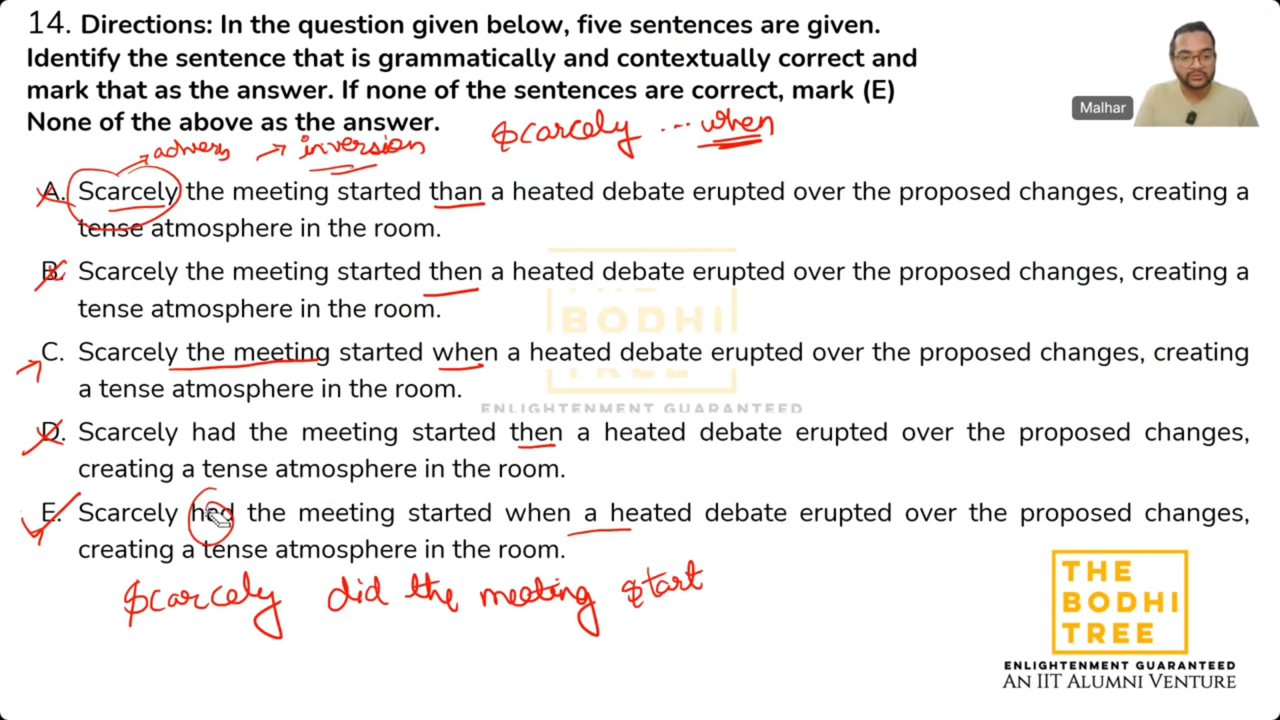 14. Directions: In the question given below, five sentences are given.
Identify the sentence that is grammatically and contextually correct and
mark that as the answer. If none of the sentences are correct, mark (E)
None of the above as the answer.
Scarcely ... when
adverb → inversion
Malhar
A. Scarcely the meeting started than a heated debate erupted over the proposed changes, creating a
tense atmosphere in the room.
B. Scarcely the meeting started then a heated debate erupted over the proposed changes, creating a
tense atmosphere in the room.
C. Scarcely the meeting started when a heated debate erupted over the proposed changes, creating
a tense atmosphere in the room.
D. Scarcely had the meeting started then a heated debate erupted over the proposed changes,
creating a tense atmosphere in the room.
E. Scarcely had the meeting started when a heated debate erupted over the proposed changes,
creating a tense atmosphere in the room.
Scarcely did the meeting start
BODHI
TREE
ENLIGHTENMENT GUARANTEED
THE
BODHI
TREE
ENLIGHTENMENT GUARANTEED
AN IIT ALUMNI VENTURE